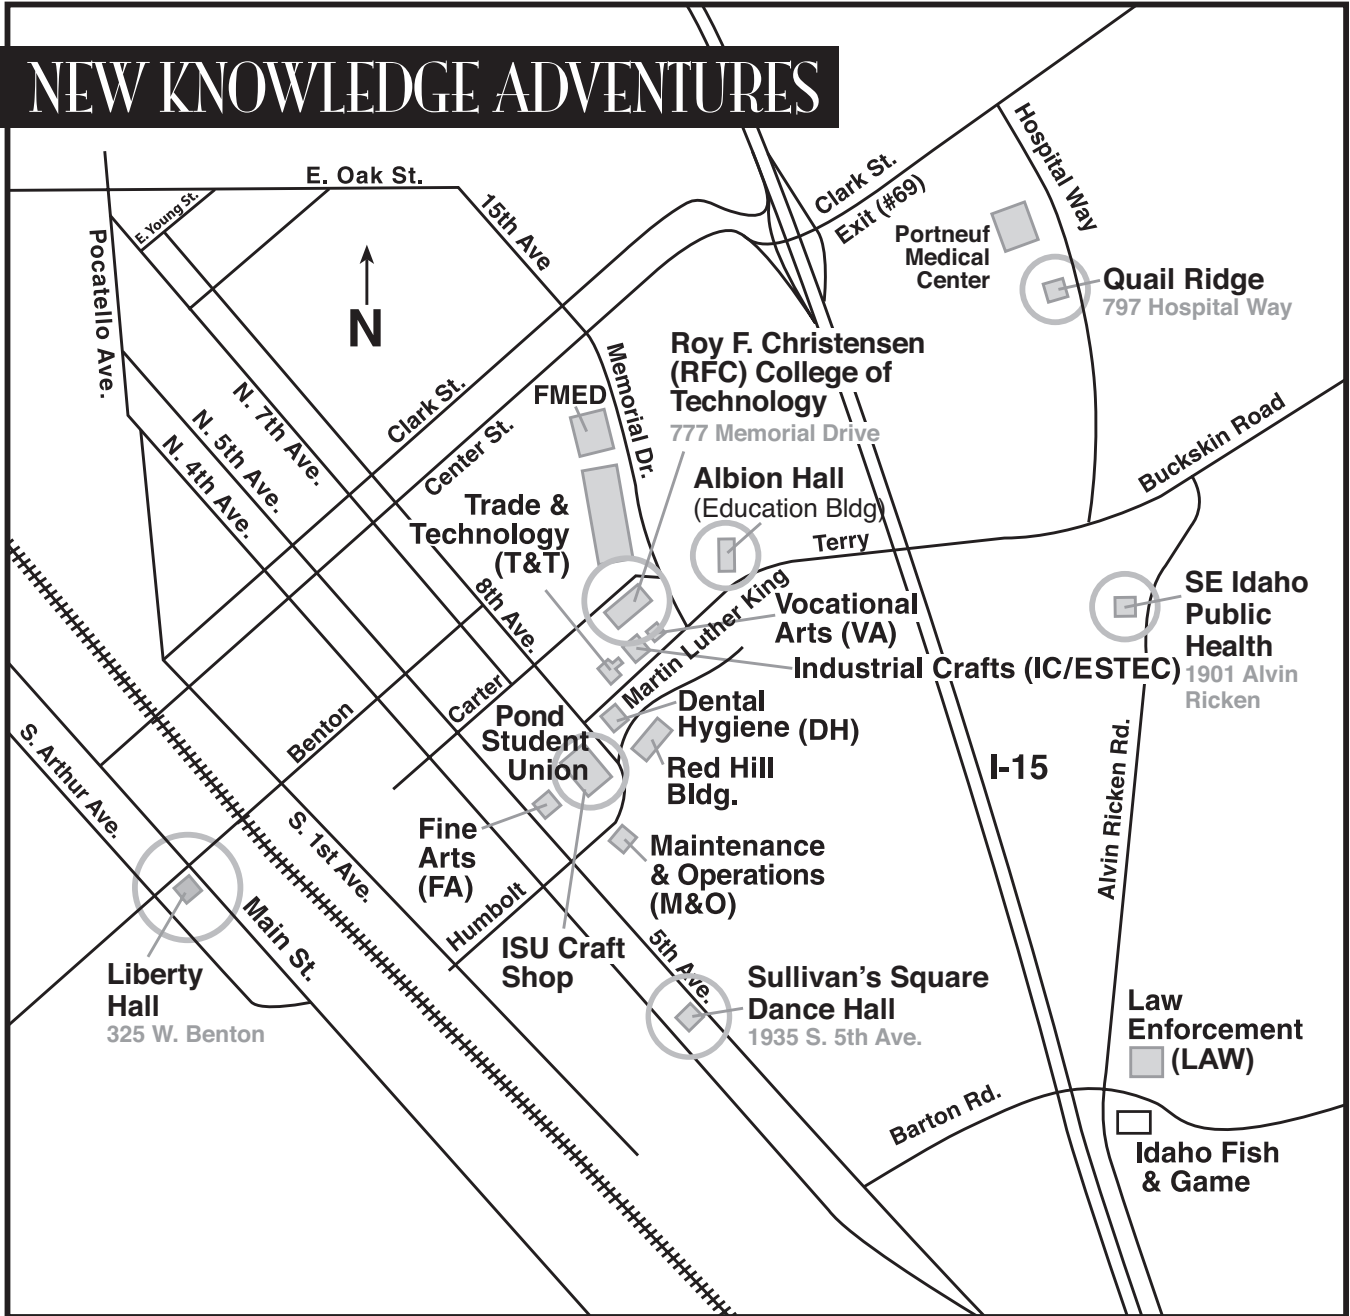 NEW KNOWLEDGE ADVENTURES
E. Oak St.
E. Young St.
15th Ave
Pocatello Ave.
N
Clark St.
Exit (#69)
Hospital Way
Portneuf
Medical
Center
Quail Ridge
797 Hospital Way
Roy F. Christensen
(RFC) College of
Technology
777 Memorial Drive
Memorial Dr.
FMED
N. 7th Ave.
N. 5th Ave.
N. 4th Ave.
Clark St.
Center St.
Buckskin Road
Albion Hall
(Education Bldg)
Trade &
Technology
(T&T)
Terry
8th Ave.
Martin Luther King
Vocational
Arts (VA)
Industrial Crafts (IC/ESTEC)
SE Idaho
Public
Health
1901 Alvin
Ricken
Carter
Benton
Pond
Student
Union
Dental
Hygiene (DH)
Red Hill
Bldg.
I-15
Alvin Ricken Rd.
S. Arthur Ave.
S. 1st Ave.
Fine
Arts
(FA)
Maintenance
& Operations
(M&O)
Humbolt
Main St.
ISU Craft
Shop
5th Ave.
Liberty
Hall
325 W. Benton
Sullivan’s Square
Dance Hall
1935 S. 5th Ave.
Law
Enforcement
(LAW)
Barton Rd.
Idaho Fish
& Game